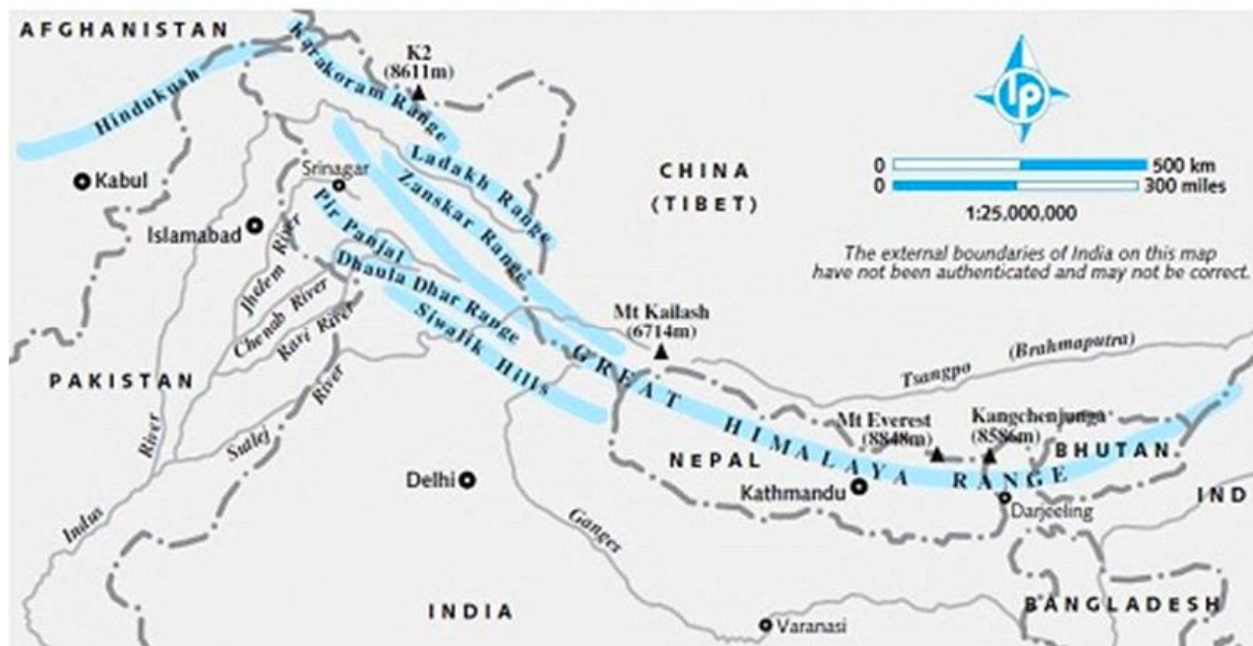 AFGHANISTAN
Hindukush
Karakoram Range
K2
(8611m)
Ladakh Range
Zanskar Range
Srinagar
Kabul
Islamabad
Pir Panjal
Dhaula Dhar Range
Siwalik Hills
Jhelem River
Chenab River
Ravi River
PAKISTAN
River
Sutlej River
Indus
CHINA
(TIBET)
lp
0 500 km
0 300 miles
1:25.000.000
The external boundaries of India on this map
have not been authenticated and may not be correct.
Mt Kailash
(6714m)
GREAT HIMALAYA RANGE
Tsangpo (Brahmaputra)
Mt Everest
(8848m)
Kangchenjunga
(8586m)
BHUTAN
NEPAL
Kathmandu
Darjeeling
IND
Delhi
Ganges
INDIA
Varanasi
BANGLADESH